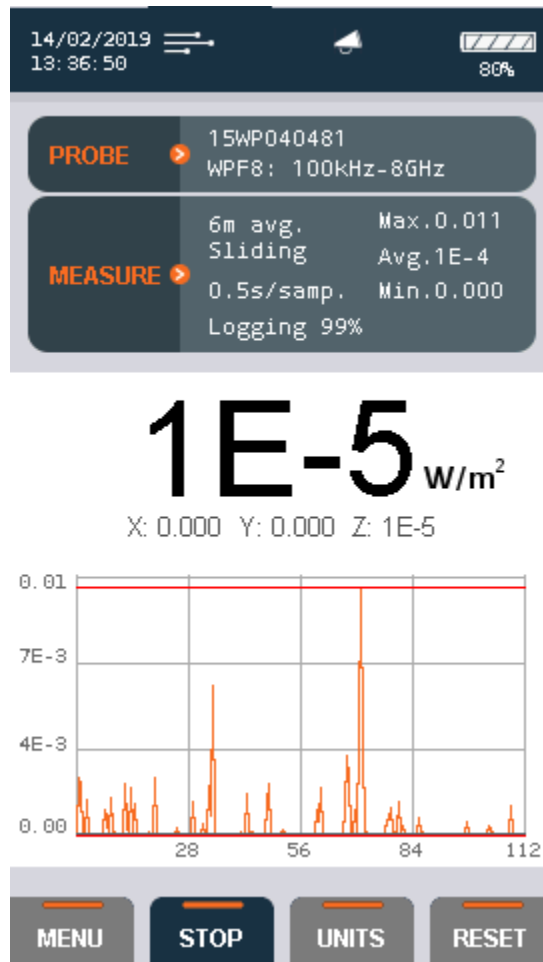 14/02/2019
13:36:50
80%
PROBE
15WP040481
WPF8: 100kHz-8GHz
MEASURE
6m avg.
Sliding
0.5s/samp.
Logging 99%
Max.0.011
Avg.1E-4
Min.0.000
1E-5 W/m²
X: 0.000 Y: 0.000 Z: 1E-5
0.01
7E-3
4E-3
0.00
28 56 84 112
MENU STOP UNITS RESET